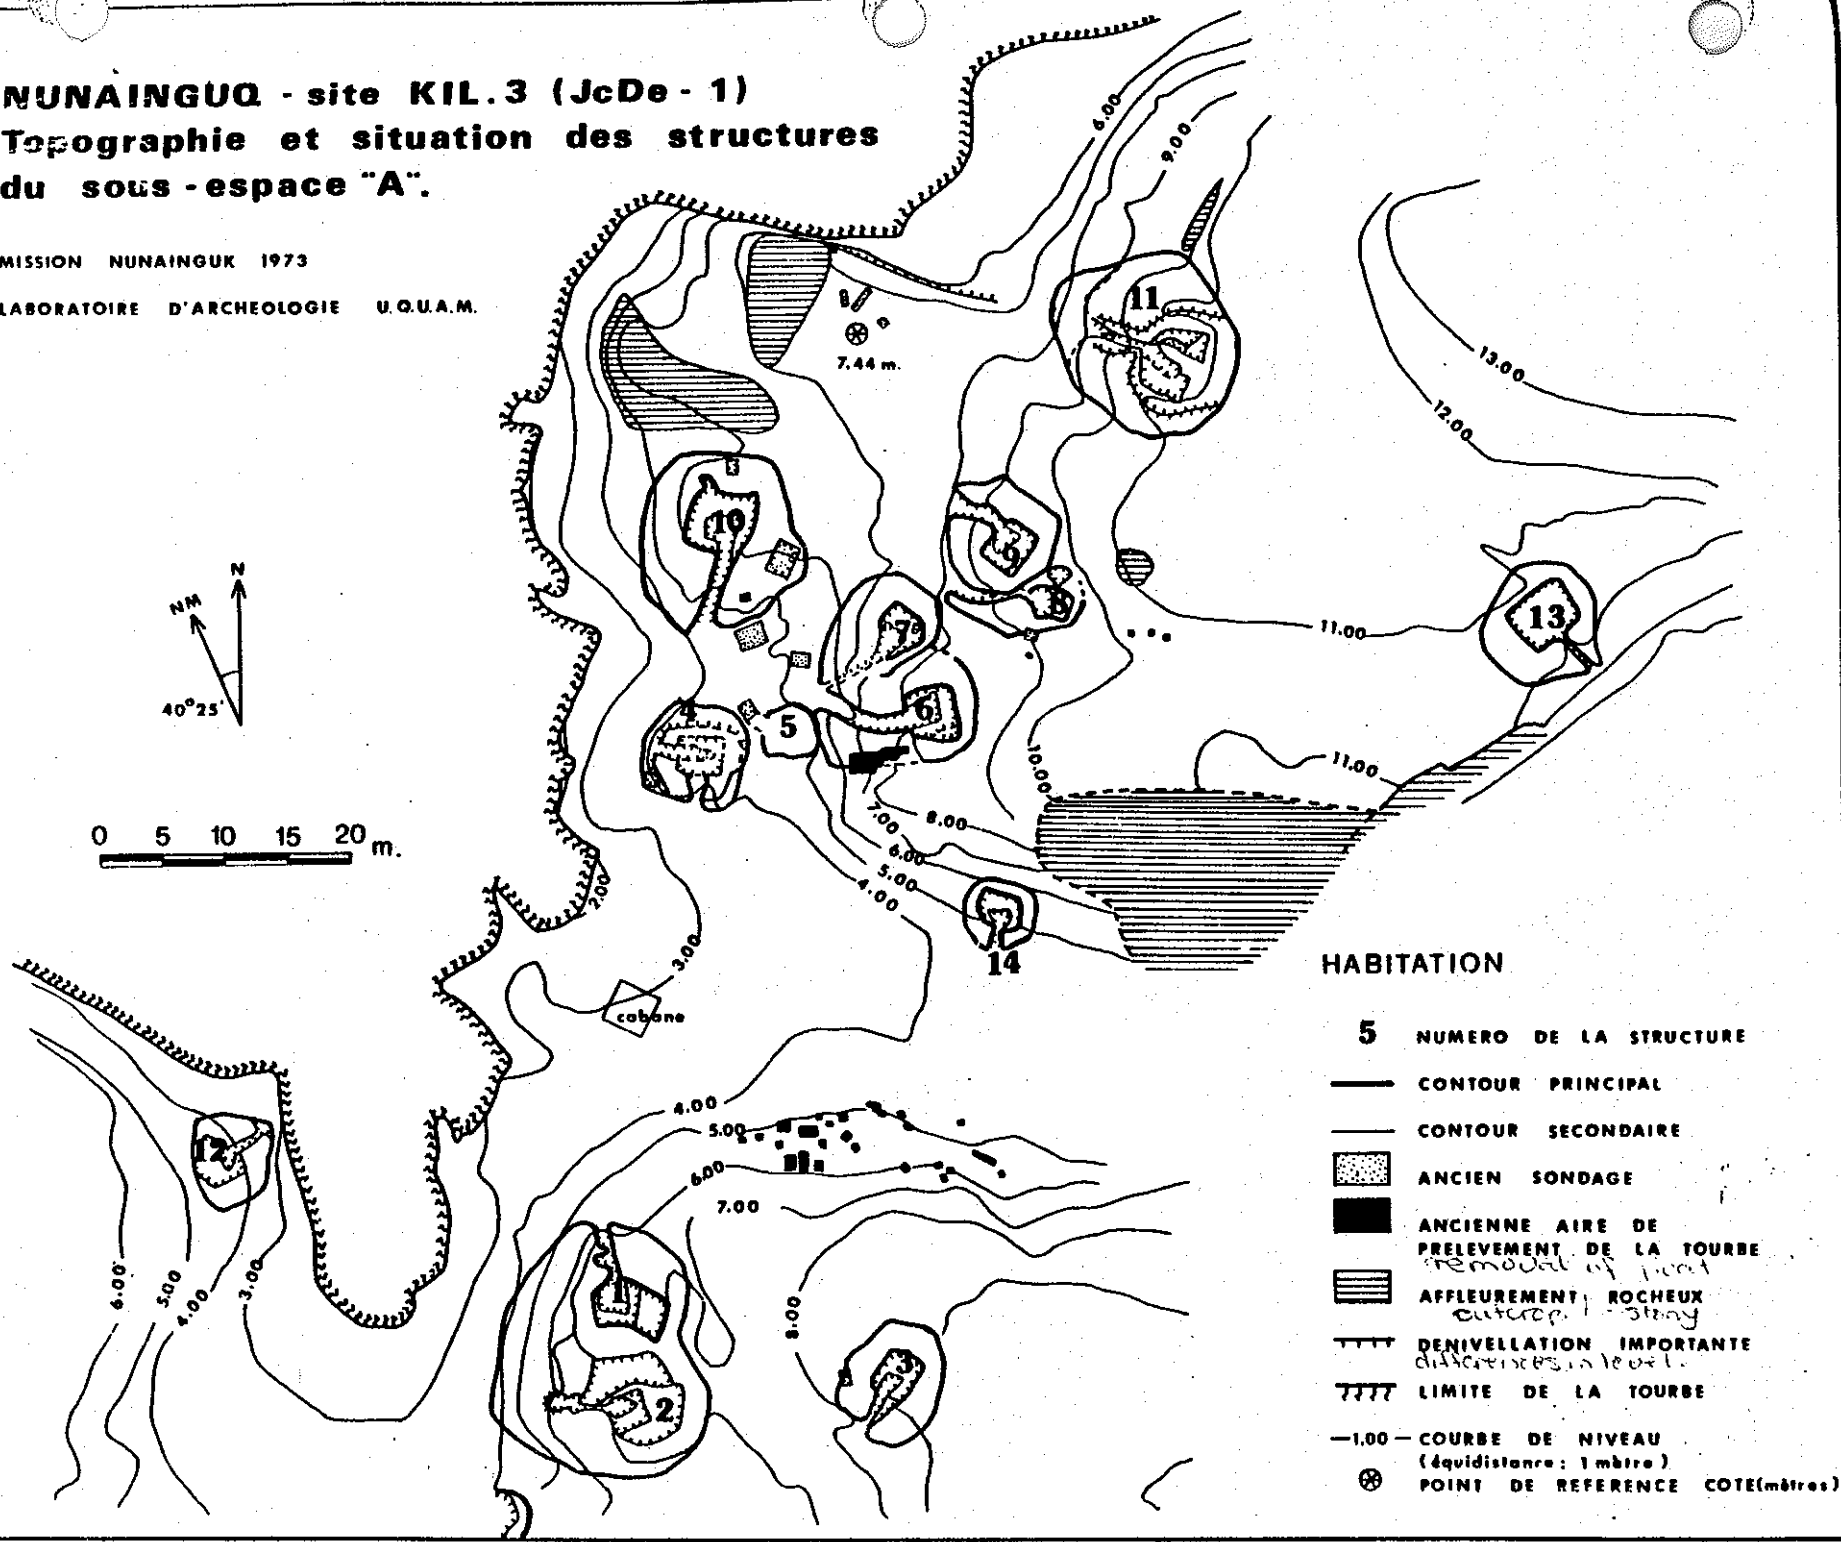 NUNAINGUQ - site KIL.3 (JcDe - 1)
Topographie et situation des structures
du sous - espace "A".
MISSION NUNAINGUK 1973
LABORATOIRE D'ARCHEOLOGIE U.Q.U.A.M.
6.00
9.00
11
7.44 m.
13.00
12.00
10
9
8
N
NM
40°25'
7
13
11.00
4
5
6
10.00
11.00
0 5 10 15 20 m.
7.00
8.00
6.00
5.00
4.00
2.00
3.00
14
cabane
12
4.00
5.00
6.00
7.00
6.00
5.00
4.00
3.00
1
8.00
3
2
HABITATION
5 NUMERO DE LA STRUCTURE
CONTOUR PRINCIPAL
CONTOUR SECONDAIRE
ANCIEN SONDAGE
ANCIENNE AIRE DE
PRELEVEMENT DE LA TOURBE
removal of peat
AFFLEUREMENT ROCHEUX
outcrop - stony
DENIVELLATION IMPORTANTE
differences in level.
LIMITE DE LA TOURBE
—1,00— COURBE DE NIVEAU
(équidistance : 1 mètre)
POINT DE REFERENCE COTE(mètres)